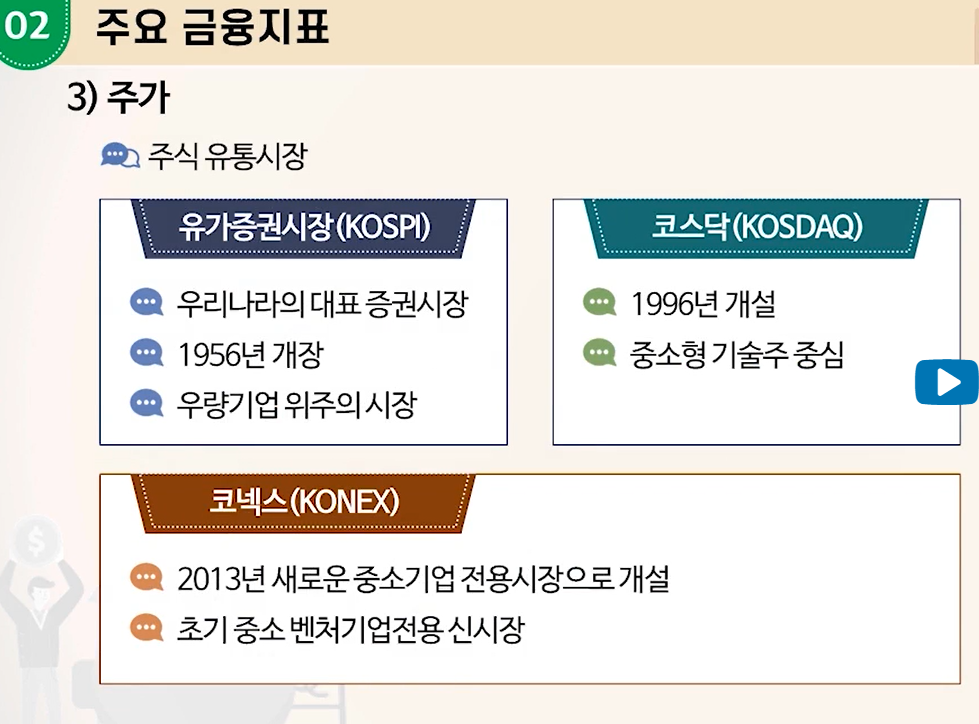 02 주요 금융지표
3) 주가
주식 유통시장
유가증권시장(KOSPI)
우리나라의 대표 증권시장
1956년 개장
우량기업 위주의 시장
코스닥(KOSDAQ)
1996년 개설
중소형 기술주 중심
코넥스(KONEX)
2013년 새로운 중소기업 전용시장으로 개설
초기 중소 벤처기업전용 신시장
$